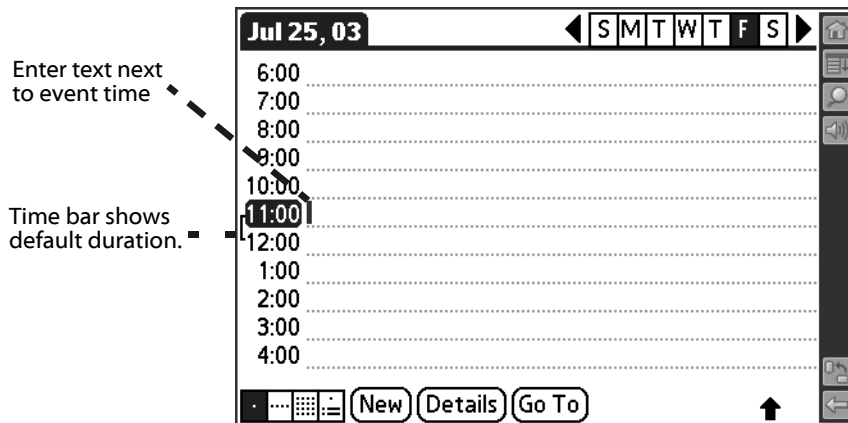 Jul 25, 03
S M T W T F S
Enter text next
to event time
6:00
7:00
8:00
9:00
10:00
11:00
Time bar shows
default duration.
12:00
1:00
2:00
3:00
4:00
New Details Go To